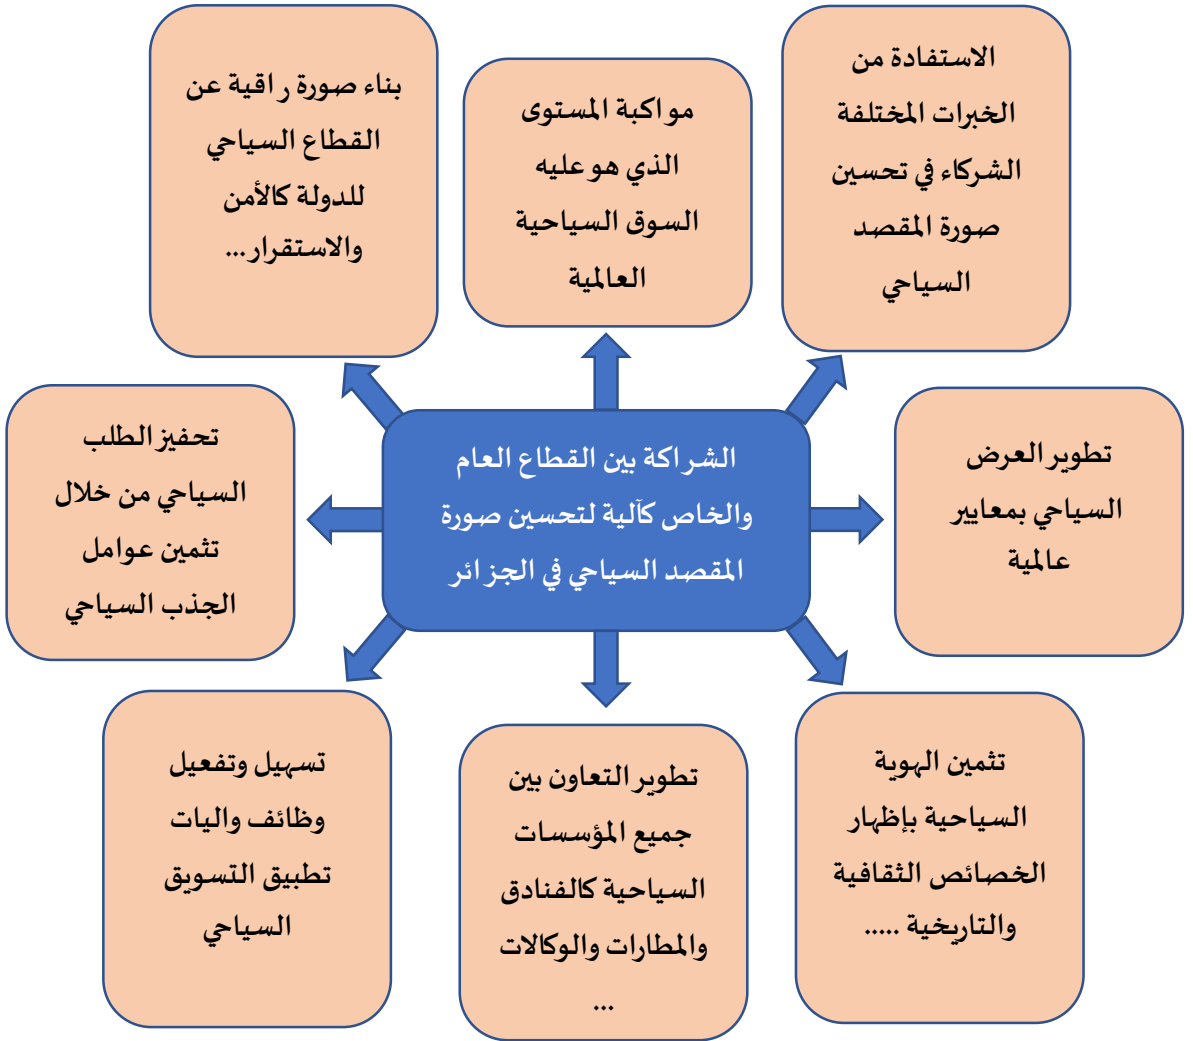 الاستفادة من
الخبرات المختلفة
الشركاء في تحسين
صورة المقصد
السياحي
مواكبة المستوى
الذي هو عليه
السوق السياحية
العالمية
بناء صورة راقية عن
القطاع السياحي
للدولة كالأمن
والاستقرار...
تطوير العرض
السياحي بمعايير
عالمية
الشراكة بين القطاع العام
والخاص كآلية لتحسين صورة
المقصد السياحي في الجزائر
تحفيز الطلب
السياحي من خلال
تثمين عوامل
الجذب السياحي
تثمين الهوية
السياحية بإظهار
الخصائص الثقافية
والتاريخية .....
تطوير التعاون بين
جميع المؤسسات
السياحية كالفنادق
والمطارات والوكالات
...
تسهيل وتفعيل
وظائف واليات
تطبيق التسويق
السياحي